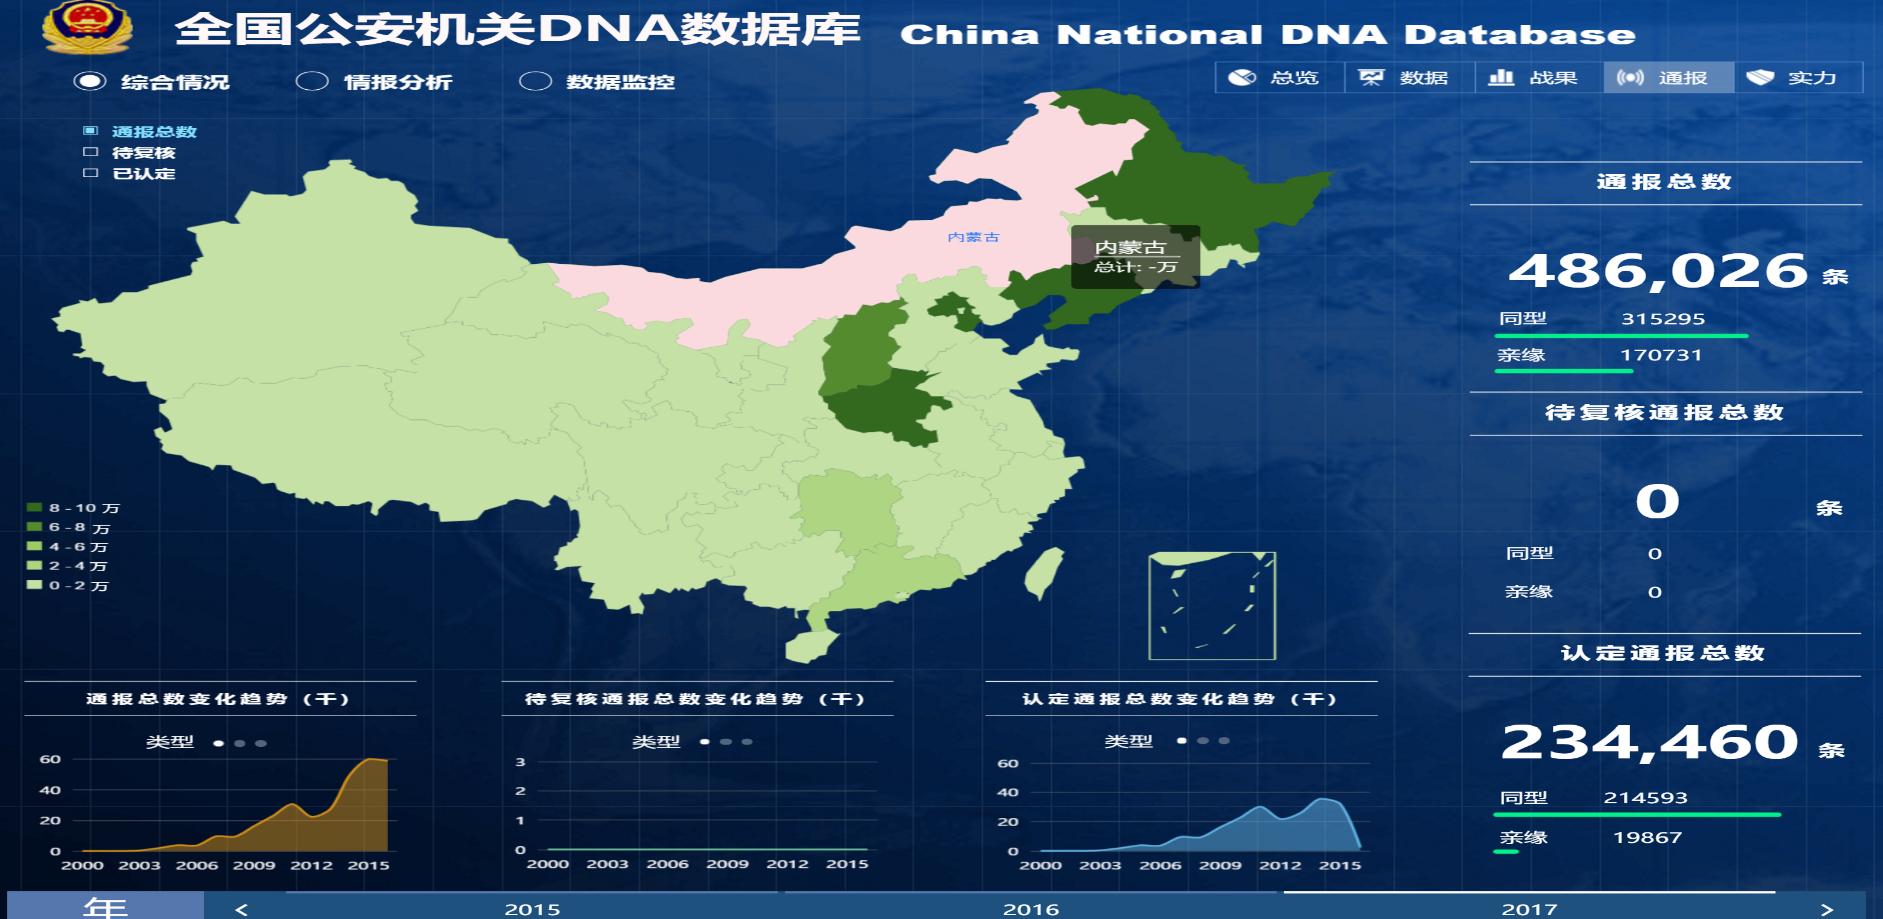 全国公安机关DNA数据库 China National DNA Database
综合情况 情报分析 数据监控
总览 数据 战果 通报 实力
通报总数
待复核
已认定
内蒙古
内蒙古
总计: -万
8 - 10 万
6 - 8 万
4 - 6 万
2 - 4 万
0 - 2 万
通报总数
486,026 条
同型 315295
亲缘 170731
待复核通报总数
0 条
同型 0
亲缘 0
认定通报总数
234,460 条
同型 214593
亲缘 19867
通报总数变化趋势（千）
类型
60
40
20
0
2000 2003 2006 2009 2012 2015
待复核通报总数变化趋势（千）
类型
3
2
1
0
2000 2003 2006 2009 2012 2015
认定通报总数变化趋势（千）
类型
60
40
20
0
2000 2003 2006 2009 2012 2015
年 < 2015 2016 2017 >